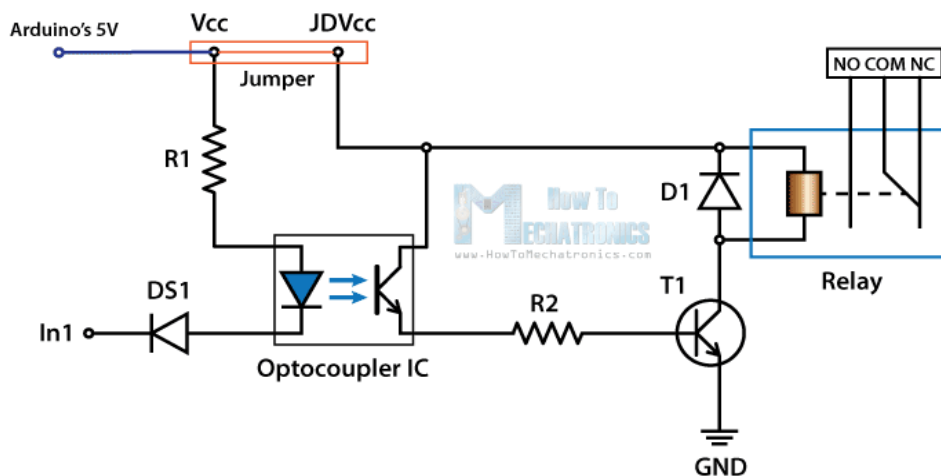 Arduino's 5V
Vcc
JDVcc
Jumper
NO COM NC
R1
D1
How To
MECHATRONICS
www.HowToMechatronics.com
Relay
DS1
T1
R2
In1
Optocoupler IC
GND